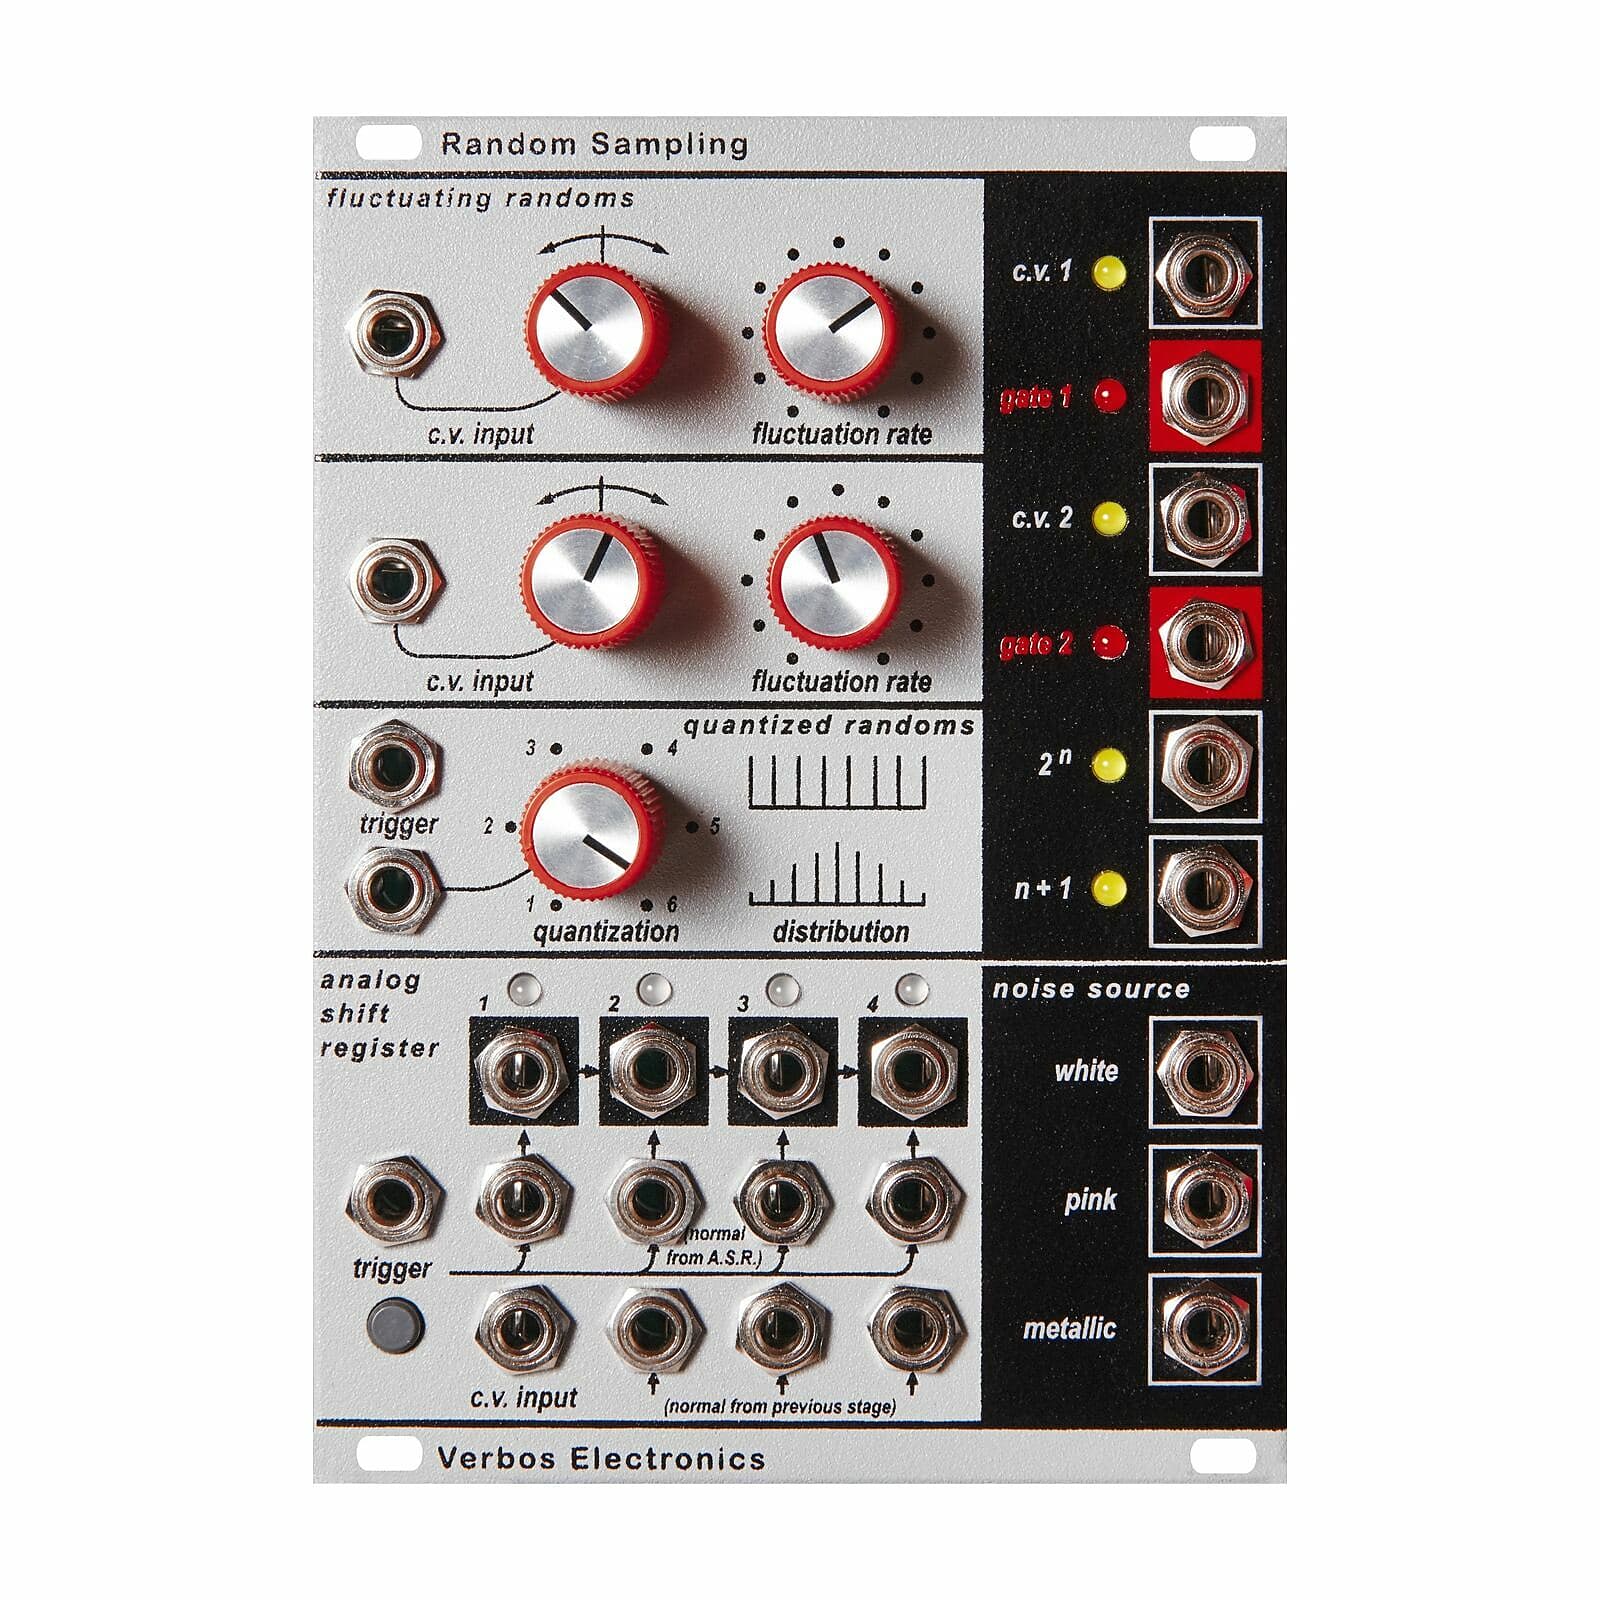 Random Sampling
fluctuating randoms
c.v. 1
gate 1
c.v. input
fluctuation rate
c.v. 2
gate 2
c.v. input
fluctuation rate
quantized randoms
3
4
2ⁿ
trigger
2
5
1
6
n + 1
quantization
distribution
analog
shift
register
1
2
3
4
noise source
white
pink
(normal
from A.S.R.)
trigger
metallic
c.v. input
(normal from previous stage)
Verbos Electronics